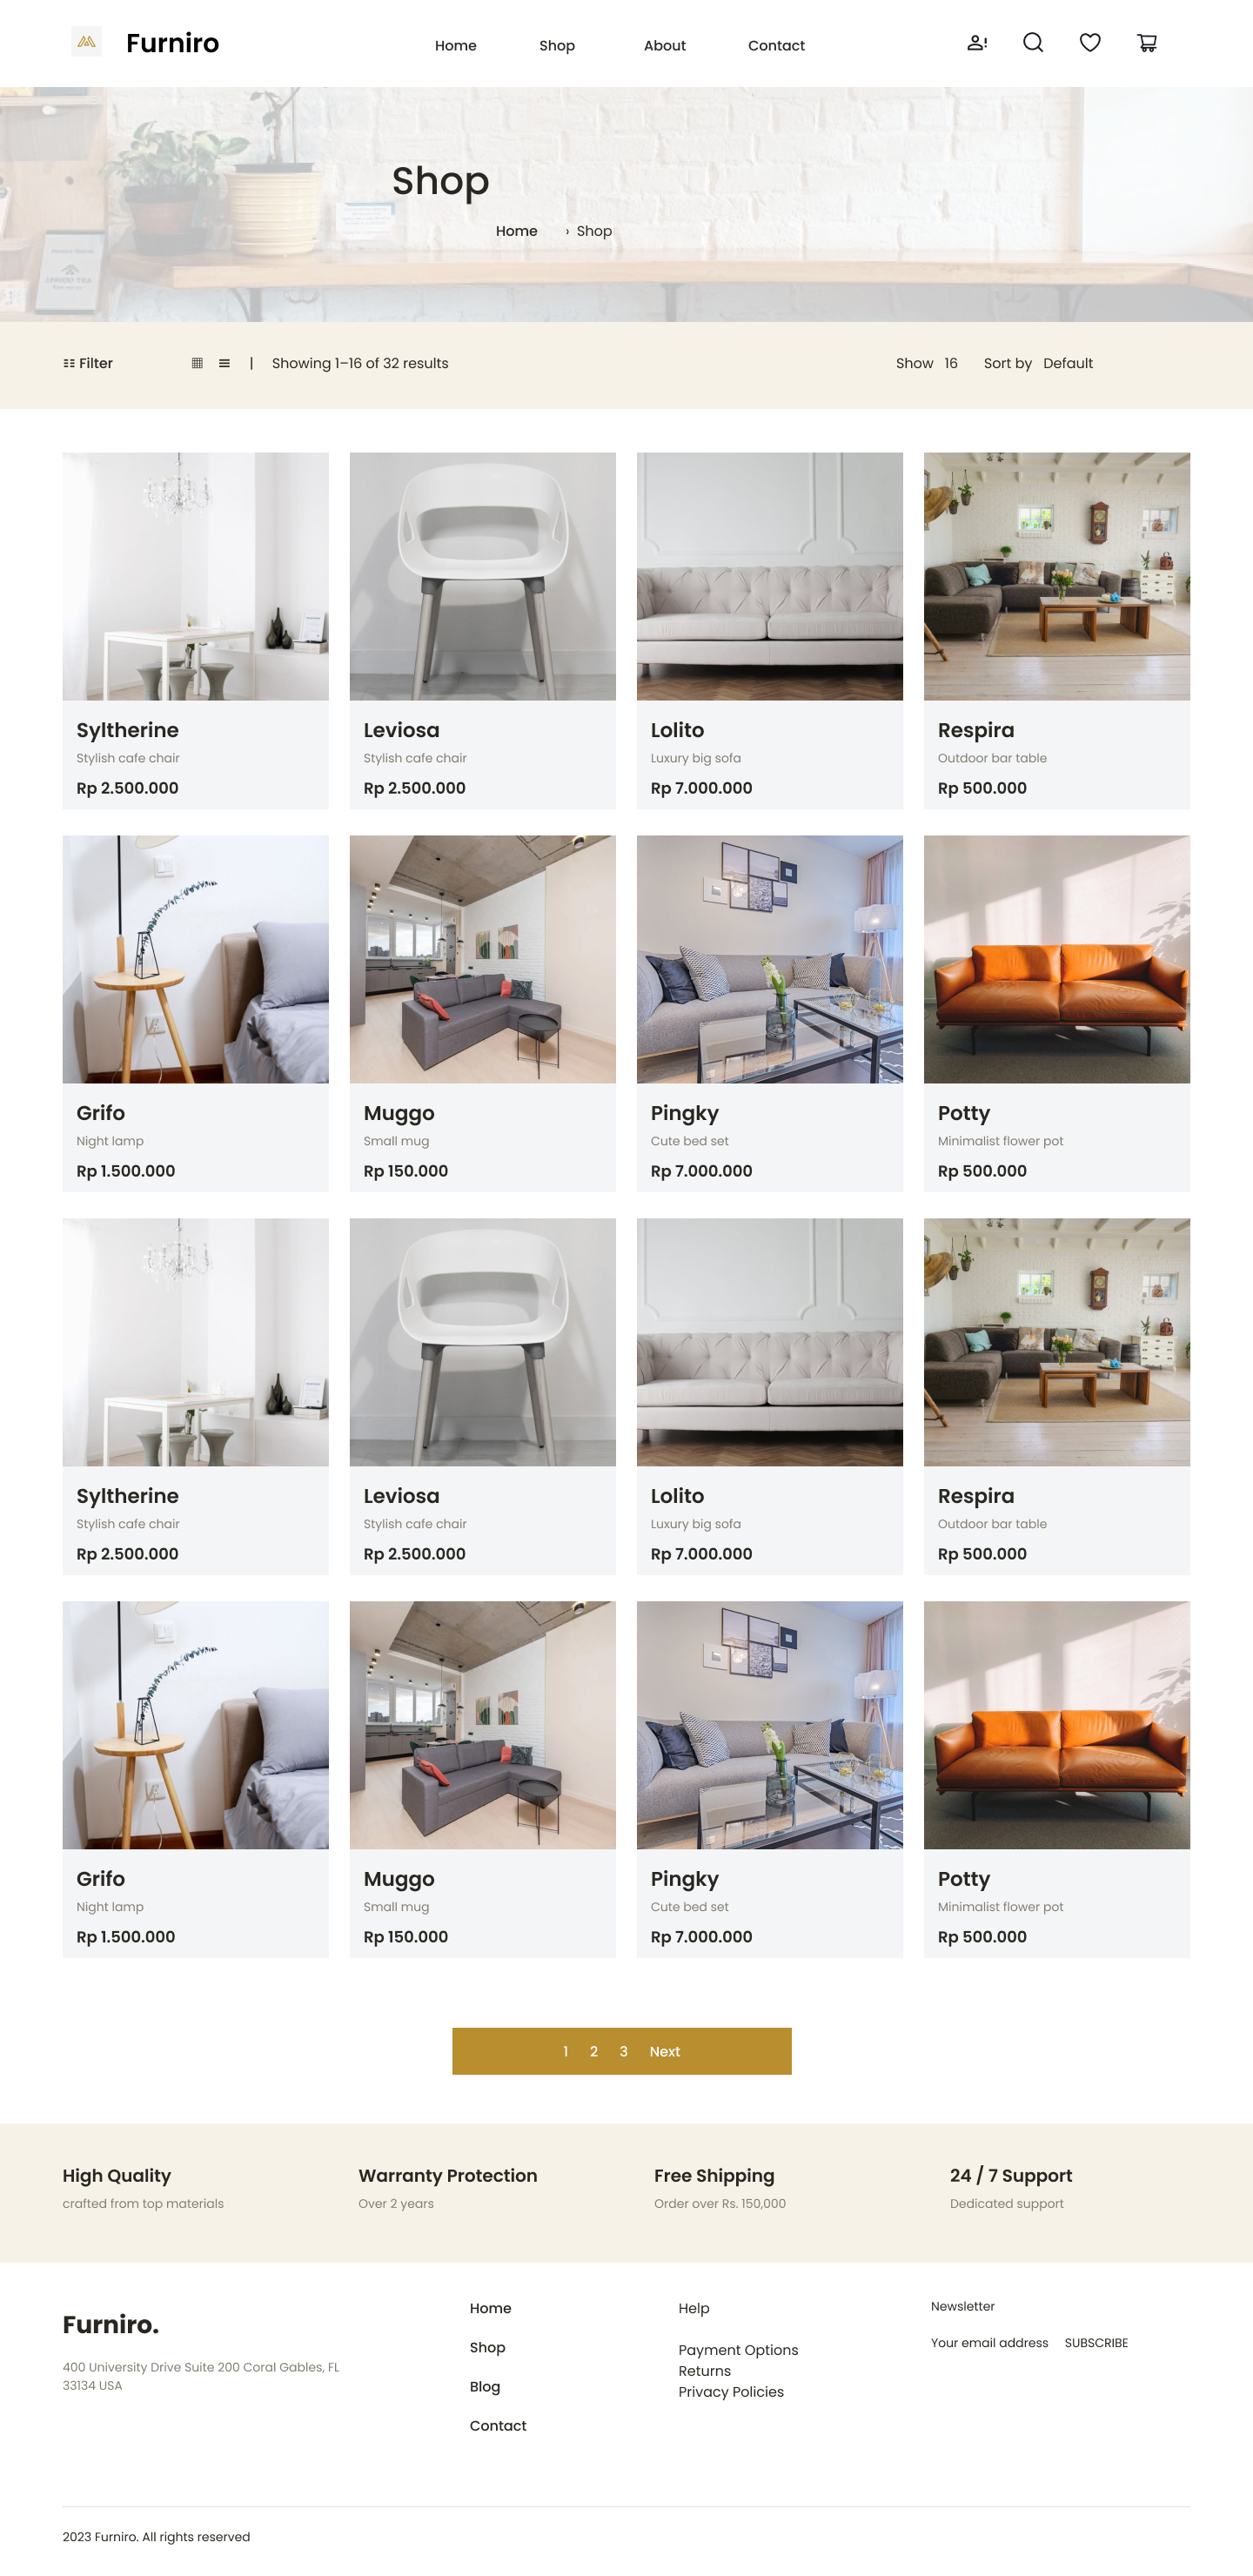 Furniro
Home Shop About Contact
Shop
Home › Shop
Filter | Showing 1–16 of 32 results Show 16 Sort by Default
Syltherine Leviosa Lolito Respira
Stylish cafe chair Stylish cafe chair Luxury big sofa Outdoor bar table
Rp 2.500.000 Rp 2.500.000 Rp 7.000.000 Rp 500.000
Grifo Muggo Pingky Potty
Night lamp Small mug Cute bed set Minimalist flower pot
Rp 1.500.000 Rp 150.000 Rp 7.000.000 Rp 500.000
Syltherine Leviosa Lolito Respira
Stylish cafe chair Stylish cafe chair Luxury big sofa Outdoor bar table
Rp 2.500.000 Rp 2.500.000 Rp 7.000.000 Rp 500.000
Grifo Muggo Pingky Potty
Night lamp Small mug Cute bed set Minimalist flower pot
Rp 1.500.000 Rp 150.000 Rp 7.000.000 Rp 500.000
1 2 3 Next
High Quality Warranty Protection Free Shipping 24 / 7 Support
crafted from top materials Over 2 years Order over Rs. 150,000 Dedicated support
Furniro.
400 University Drive Suite 200 Coral Gables, FL
33134 USA
Home
Shop
Blog
Contact
Help
Payment Options
Returns
Privacy Policies
Newsletter
Your email address SUBSCRIBE
2023 Furniro. All rights reserved